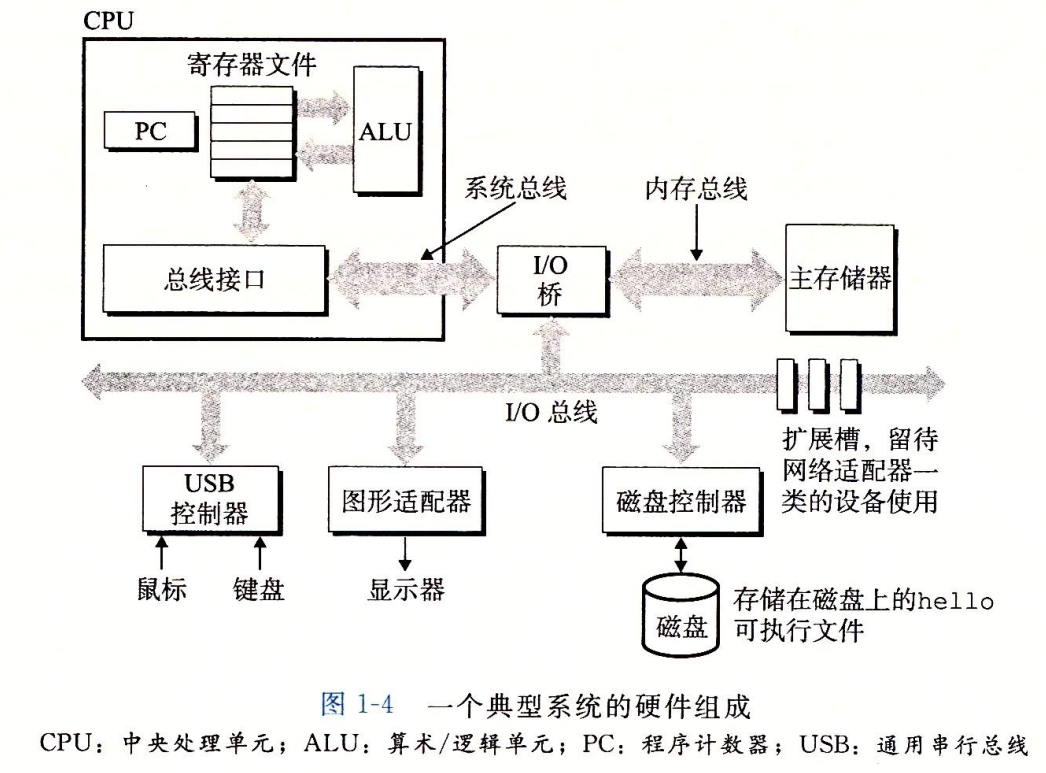 CPU
寄存器文件
PC
ALU
系统总线
内存总线
总线接口
I/O
桥
主存储器
I/O 总线
扩展槽，留待
网络适配器一
类的设备使用
USB
控制器
图形适配器
磁盘控制器
鼠标
键盘
显示器
磁盘
存储在磁盘上的hello
可执行文件
图 1-4 一个典型系统的硬件组成
CPU：中央处理单元；ALU：算术/逻辑单元；PC：程序计数器；USB：通用串行总线